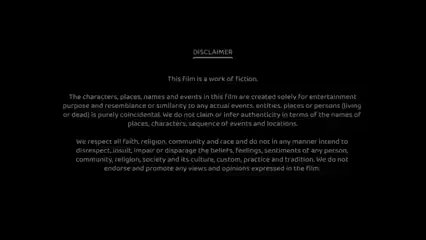 DISCLAIMER
This film is a work of fiction.
The characters, places, names and events in this film are created solely for entertainment
purpose and resemblance or similarity to any actual events, entities, places or persons (living
or dead) is purely coincidental. We do not claim or infer authenticity in terms of the names of
places, characters, sequence of events and locations.
We respect all faith, religion, community and race and do not in any manner intend to
disrespect, insult, impair or disparage the beliefs, feelings, sentiments of any person,
community, religion, society and its culture, custom, practice and tradition. We do not
endorse and promote any views and opinions expressed in the film.